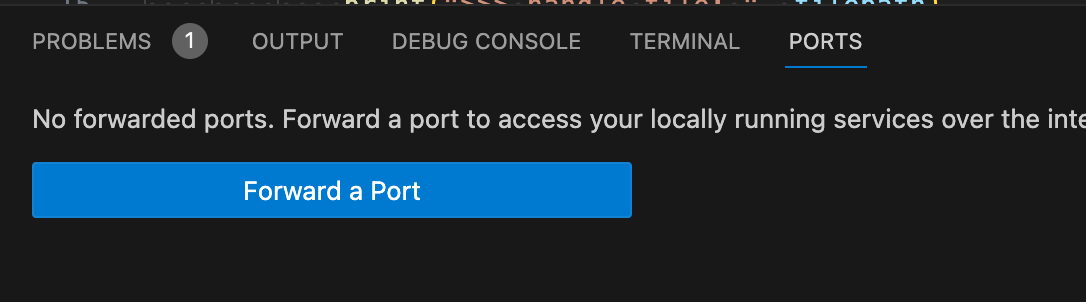 PROBLEMS 1 OUTPUT DEBUG CONSOLE TERMINAL PORTS
No forwarded ports. Forward a port to access your locally running services over the inte
Forward a Port